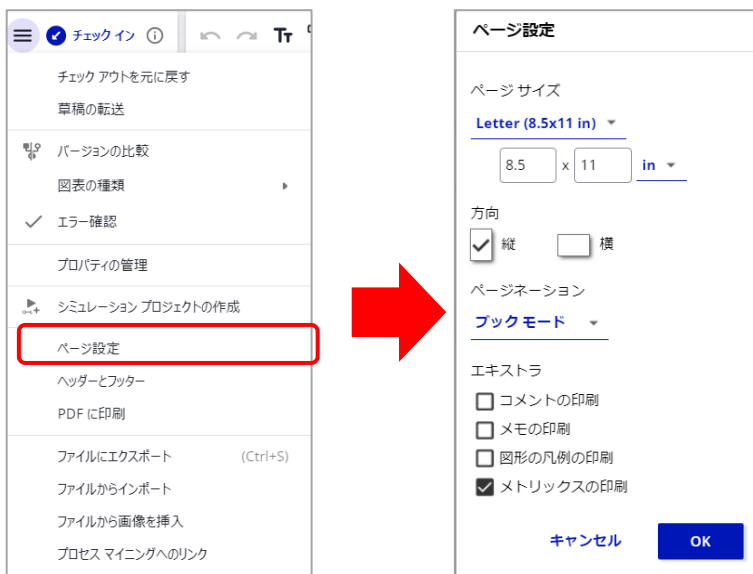 チェック イン
チェック アウトを元に戻す
草稿の転送
バージョンの比較
図表の種類
エラー確認
プロパティの管理
シミュレーション プロジェクトの作成
ページ設定
ヘッダーとフッター
PDF に印刷
ファイルにエクスポート (Ctrl+S)
ファイルからインポート
ファイルから画像を挿入
プロセス マイニングへのリンク
ページ設定
ページ サイズ
Letter (8.5x11 in)
8.5 x 11 in
方向
縦 横
ページネーション
ブック モード
エキストラ
コメントの印刷
メモの印刷
図形の凡例の印刷
メトリックスの印刷
キャンセル OK